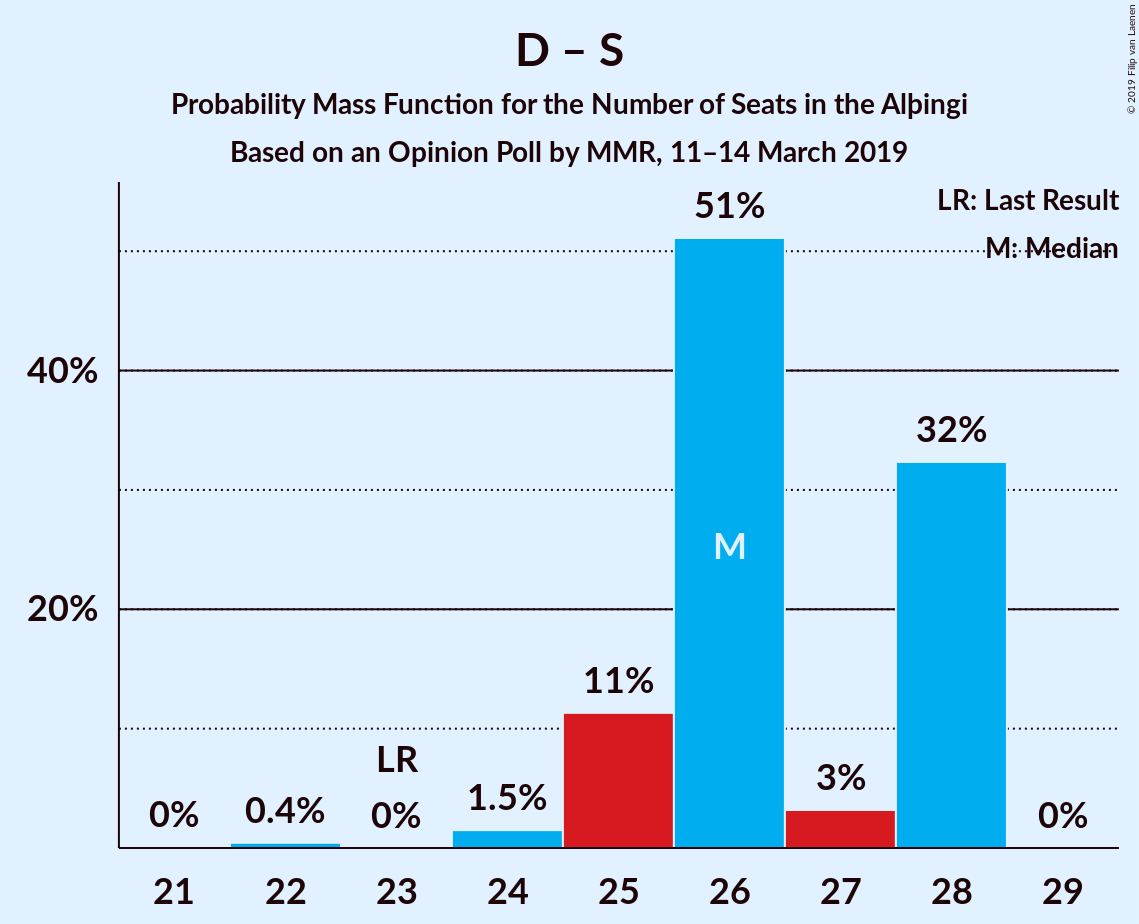 D – S
Probability Mass Function for the Number of Seats in the Alþingi
Based on an Opinion Poll by MMR, 11–14 March 2019
© 2019 Filip van Laenen
LR: Last Result
M: Median
40%
20%
0%
0.4%
LR
0%
1.5%
11%
51%
M
3%
32%
0%
21 22 23 24 25 26 27 28 29